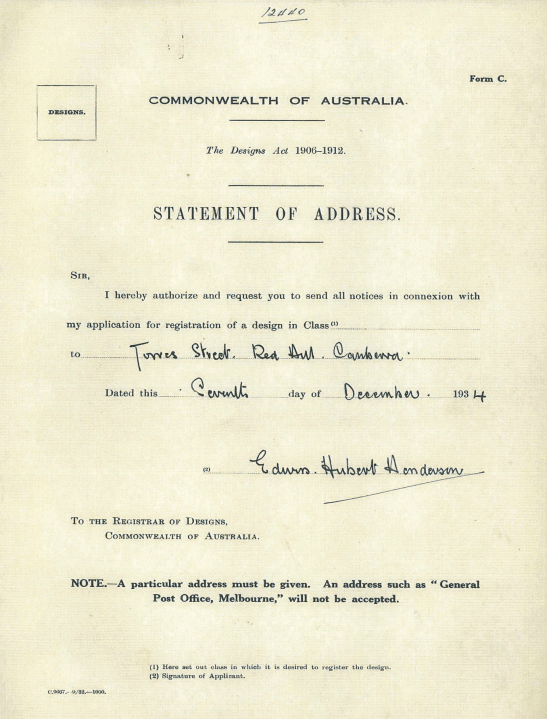 12440
Form C.
DESIGNS.
COMMONWEALTH OF AUSTRALIA.
The Designs Act 1906–1912.
STATEMENT OF ADDRESS.
SIR,
I hereby authorize and request you to send all notices in connexion with
my application for registration of a design in Class (1)
to Torres Street. Red Hill. Canberra.
Dated this Seventh day of December. 1934
(2) Edwin. Hubert Henderson
TO THE REGISTRAR OF DESIGNS,
COMMONWEALTH OF AUSTRALIA.
NOTE.—A particular address must be given. An address such as "General
Post Office, Melbourne," will not be accepted.
(1) Here set out class in which it is desired to register the design.
(2) Signature of Applicant.